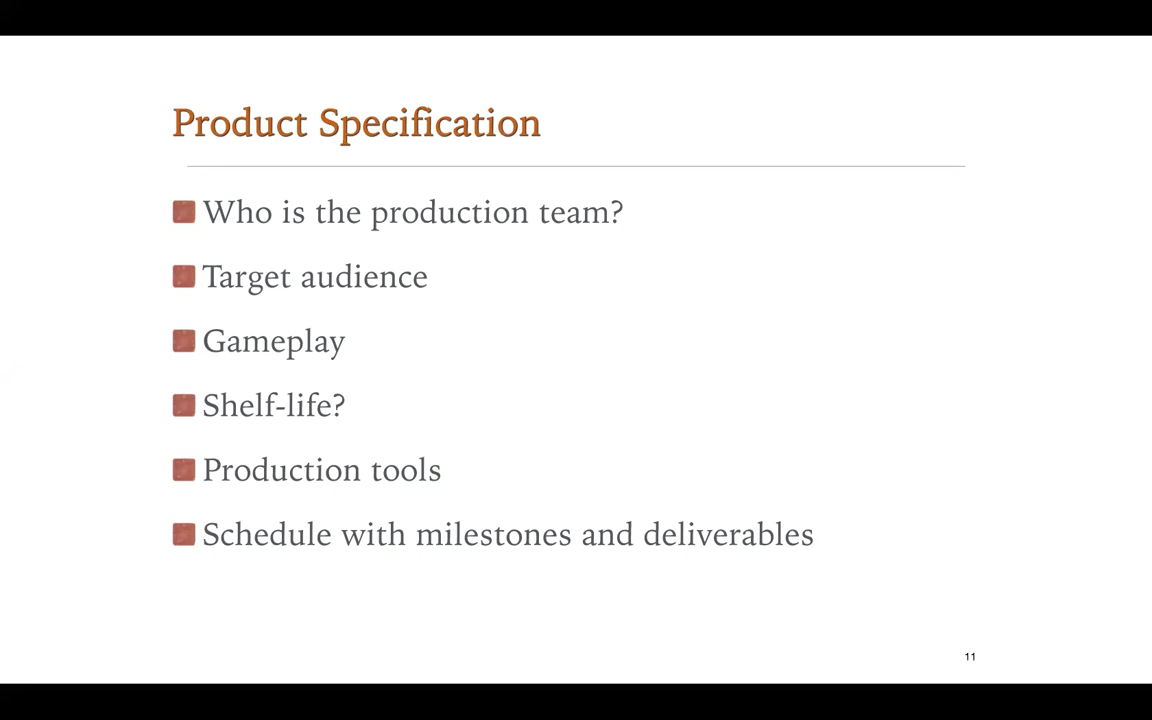 Product Specification
Who is the production team?
Target audience
Gameplay
Shelf-life?
Production tools
Schedule with milestones and deliverables
11